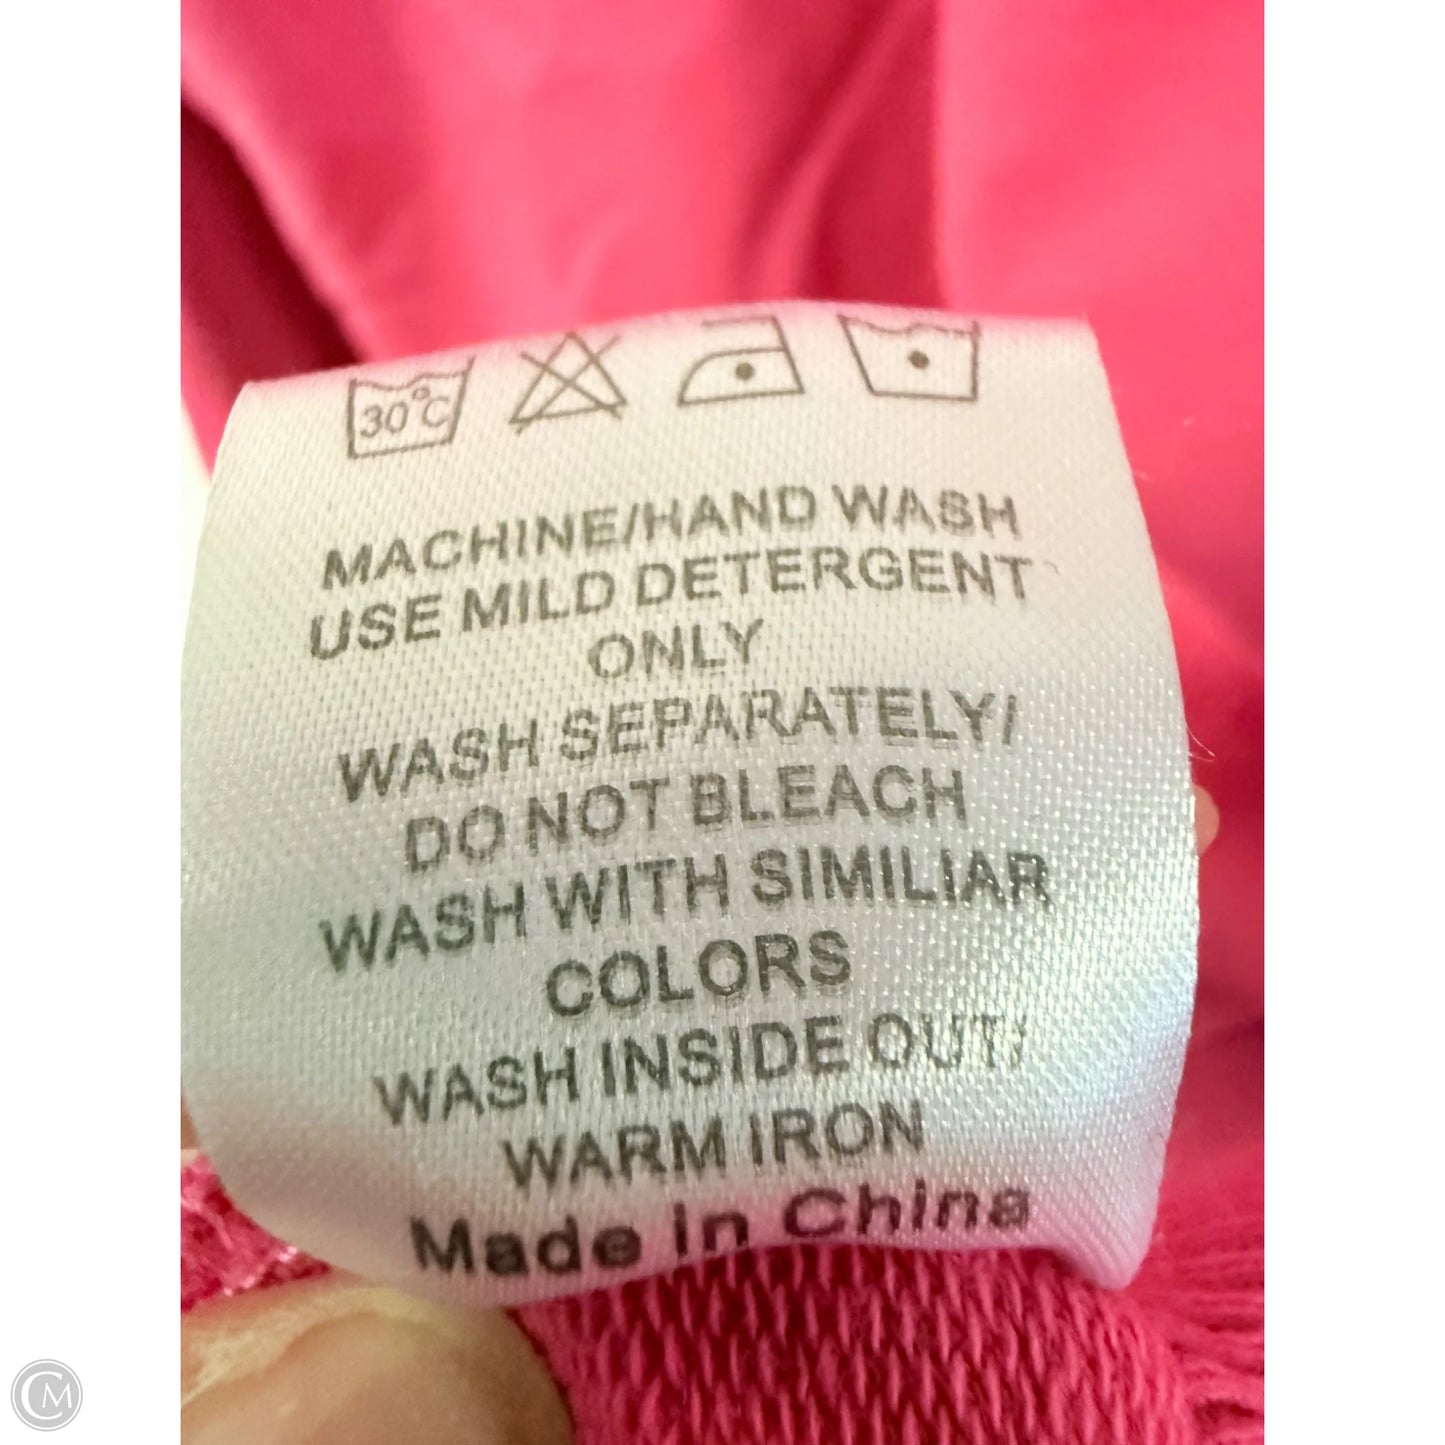 30°C
MACHINE/HAND WASH
USE MILD DETERGENT
ONLY
WASH SEPARATELY/
DO NOT BLEACH
WASH WITH SIMILIAR
COLORS
WASH INSIDE OUT/
WARM IRON
Made in China
CM